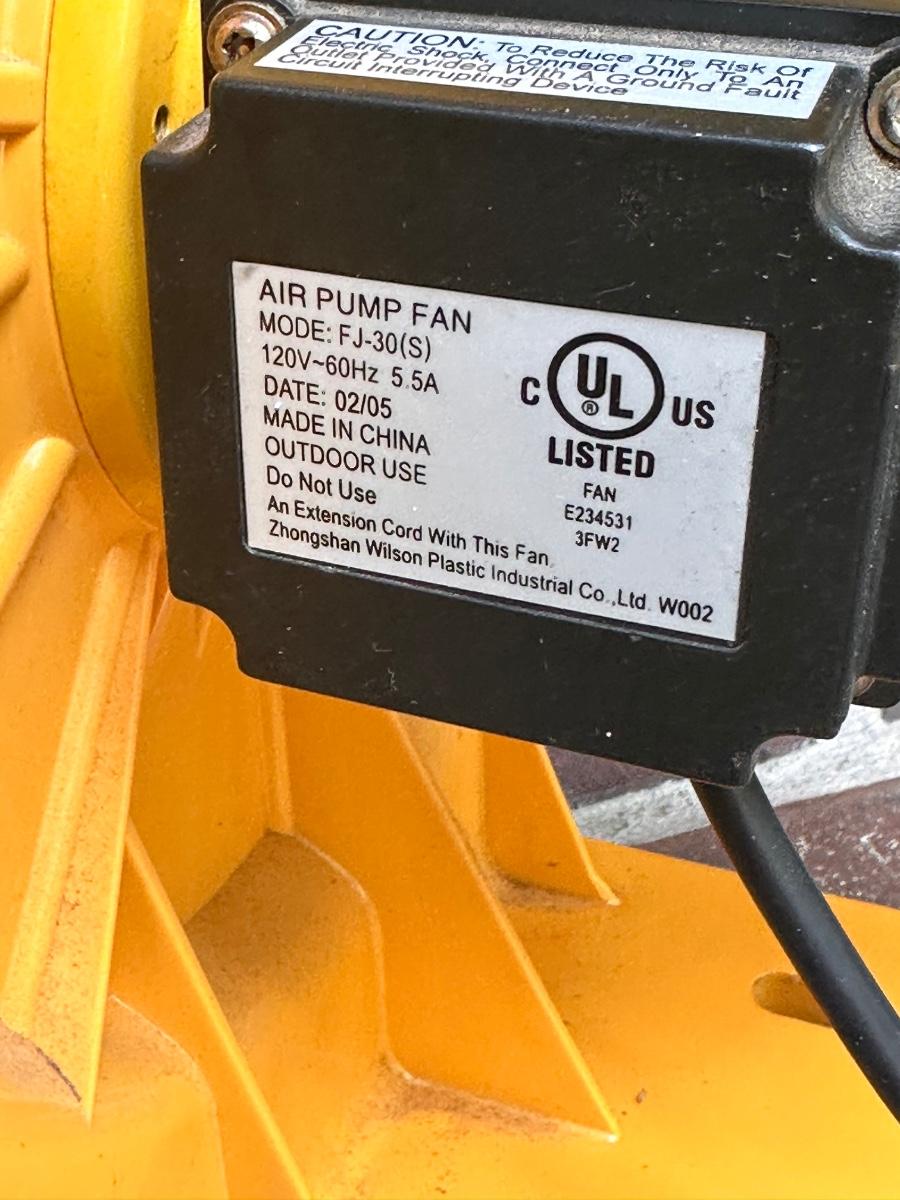 CAUTION: To Reduce The Risk Of
Electric Shock, Connect Only To An
Outlet Provided With A Ground Fault
Circuit Interrupting Device
AIR PUMP FAN
MODE: FJ-30(S)
120V~60Hz 5.5A
DATE: 02/05
MADE IN CHINA
OUTDOOR USE
Do Not Use
An Extension Cord With This Fan
Zhongshan Wilson Plastic Industrial Co.,Ltd. W002
C UL ® US
LISTED
FAN
E234531
3FW2